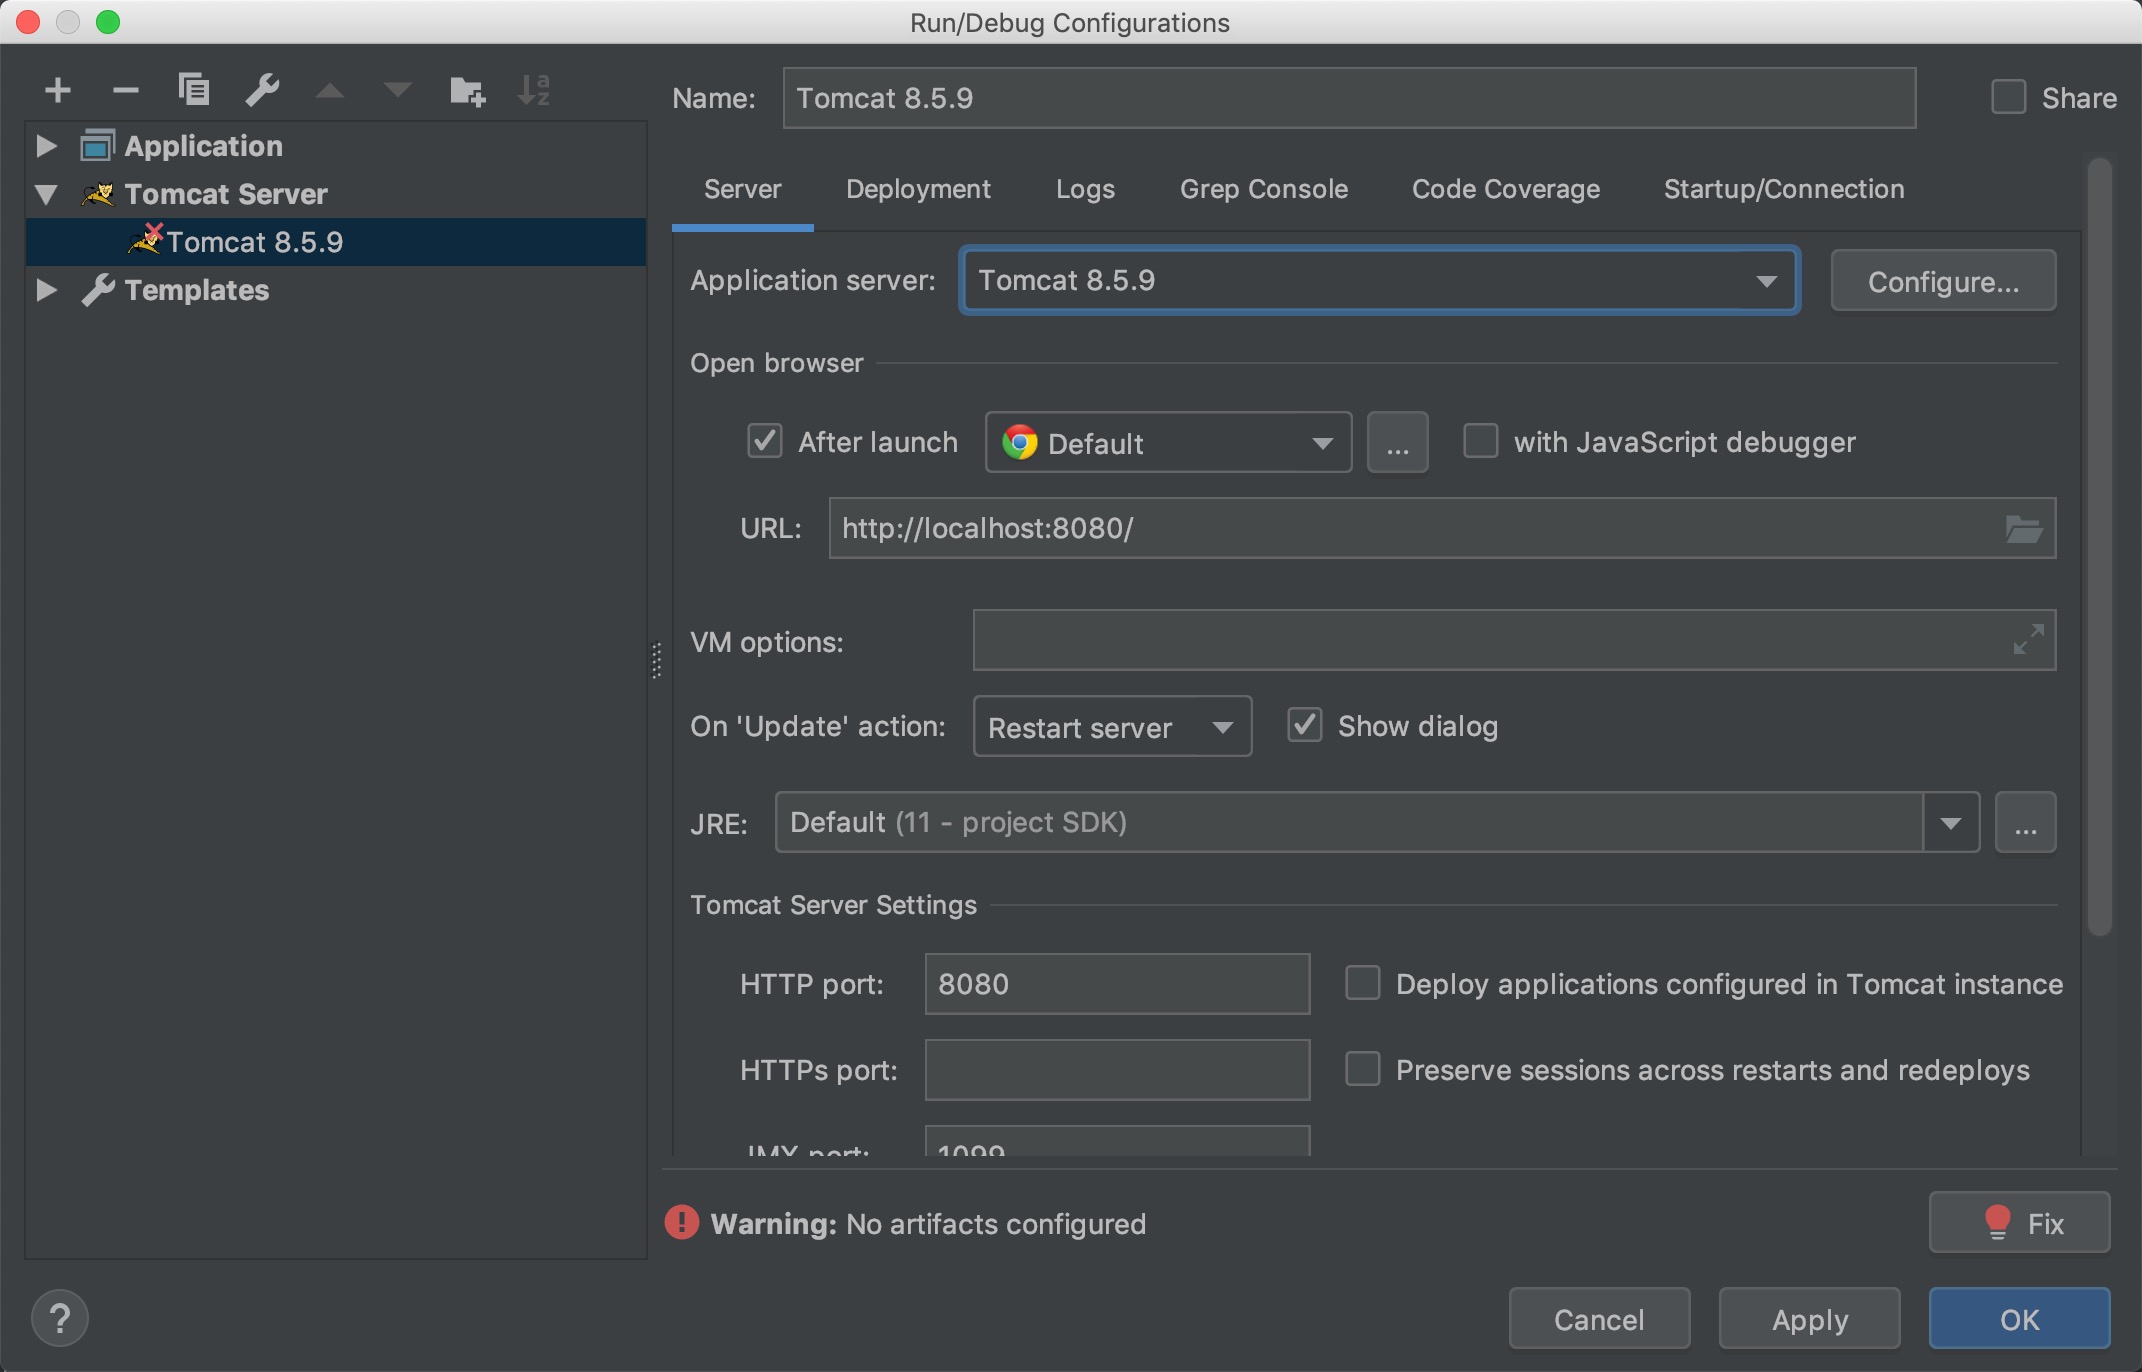 Run/Debug Configurations
Name: Tomcat 8.5.9 Share
Application
Tomcat Server
Tomcat 8.5.9
Templates
Server Deployment Logs Grep Console Code Coverage Startup/Connection
Application server: Tomcat 8.5.9 Configure...
Open browser
After launch Default ... with JavaScript debugger
URL: http://localhost:8080/
VM options:
On 'Update' action: Restart server Show dialog
JRE: Default (11 - project SDK) ...
Tomcat Server Settings
HTTP port: 8080 Deploy applications configured in Tomcat instance
HTTPs port: Preserve sessions across restarts and redeploys
JMX port: 1099
Warning: No artifacts configured Fix
? Cancel Apply OK